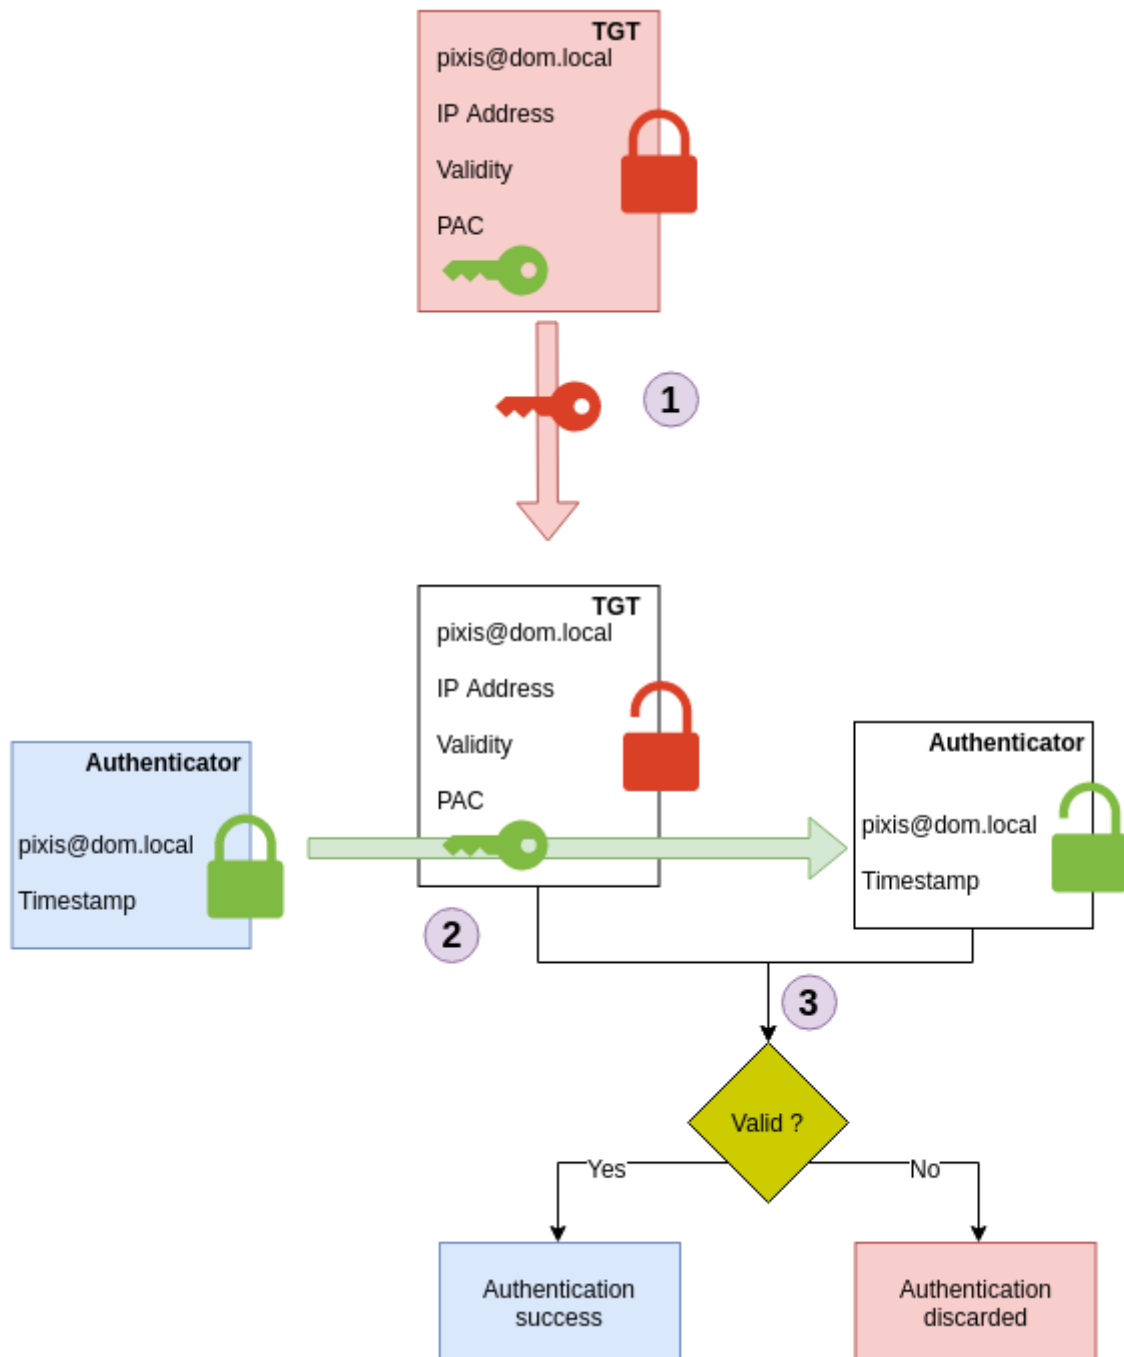 TGT
pixis@dom.local
IP Address
Validity
PAC
1
TGT
pixis@dom.local
IP Address
Validity
PAC
Authenticator
pixis@dom.local
Timestamp
Authenticator
pixis@dom.local
Timestamp
2
3
Valid ?
Yes
No
Authentication
success
Authentication
discarded